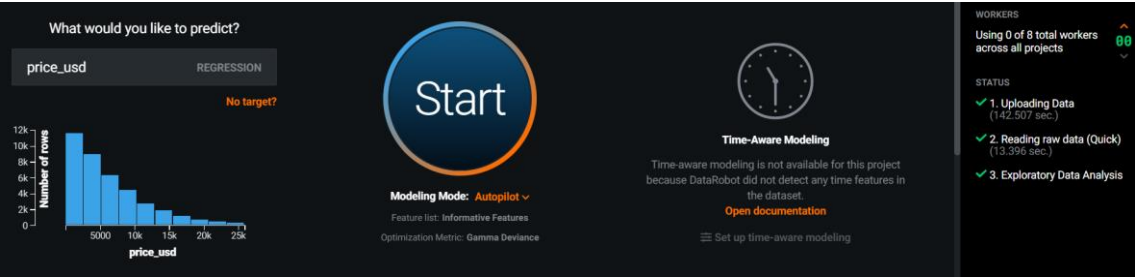 What would you like to predict?
price_usd REGRESSION
No target?
12k
10k
8k
6k
4k
2k
0
Number of rows
5000 10k 15k 20k 25k
price_usd
Start
Modeling Mode: Autopilot
Feature list: Informative Features
Optimization Metric: Gamma Deviance
Time-Aware Modeling
Time-aware modeling is not available for this project
because DataRobot did not detect any time features in
the dataset.
Open documentation
Set up time-aware modeling
WORKERS
Using 0 of 8 total workers
across all projects
00
STATUS
1. Uploading Data
(142.507 sec.)
2. Reading raw data (Quick)
(13.396 sec.)
3. Exploratory Data Analysis